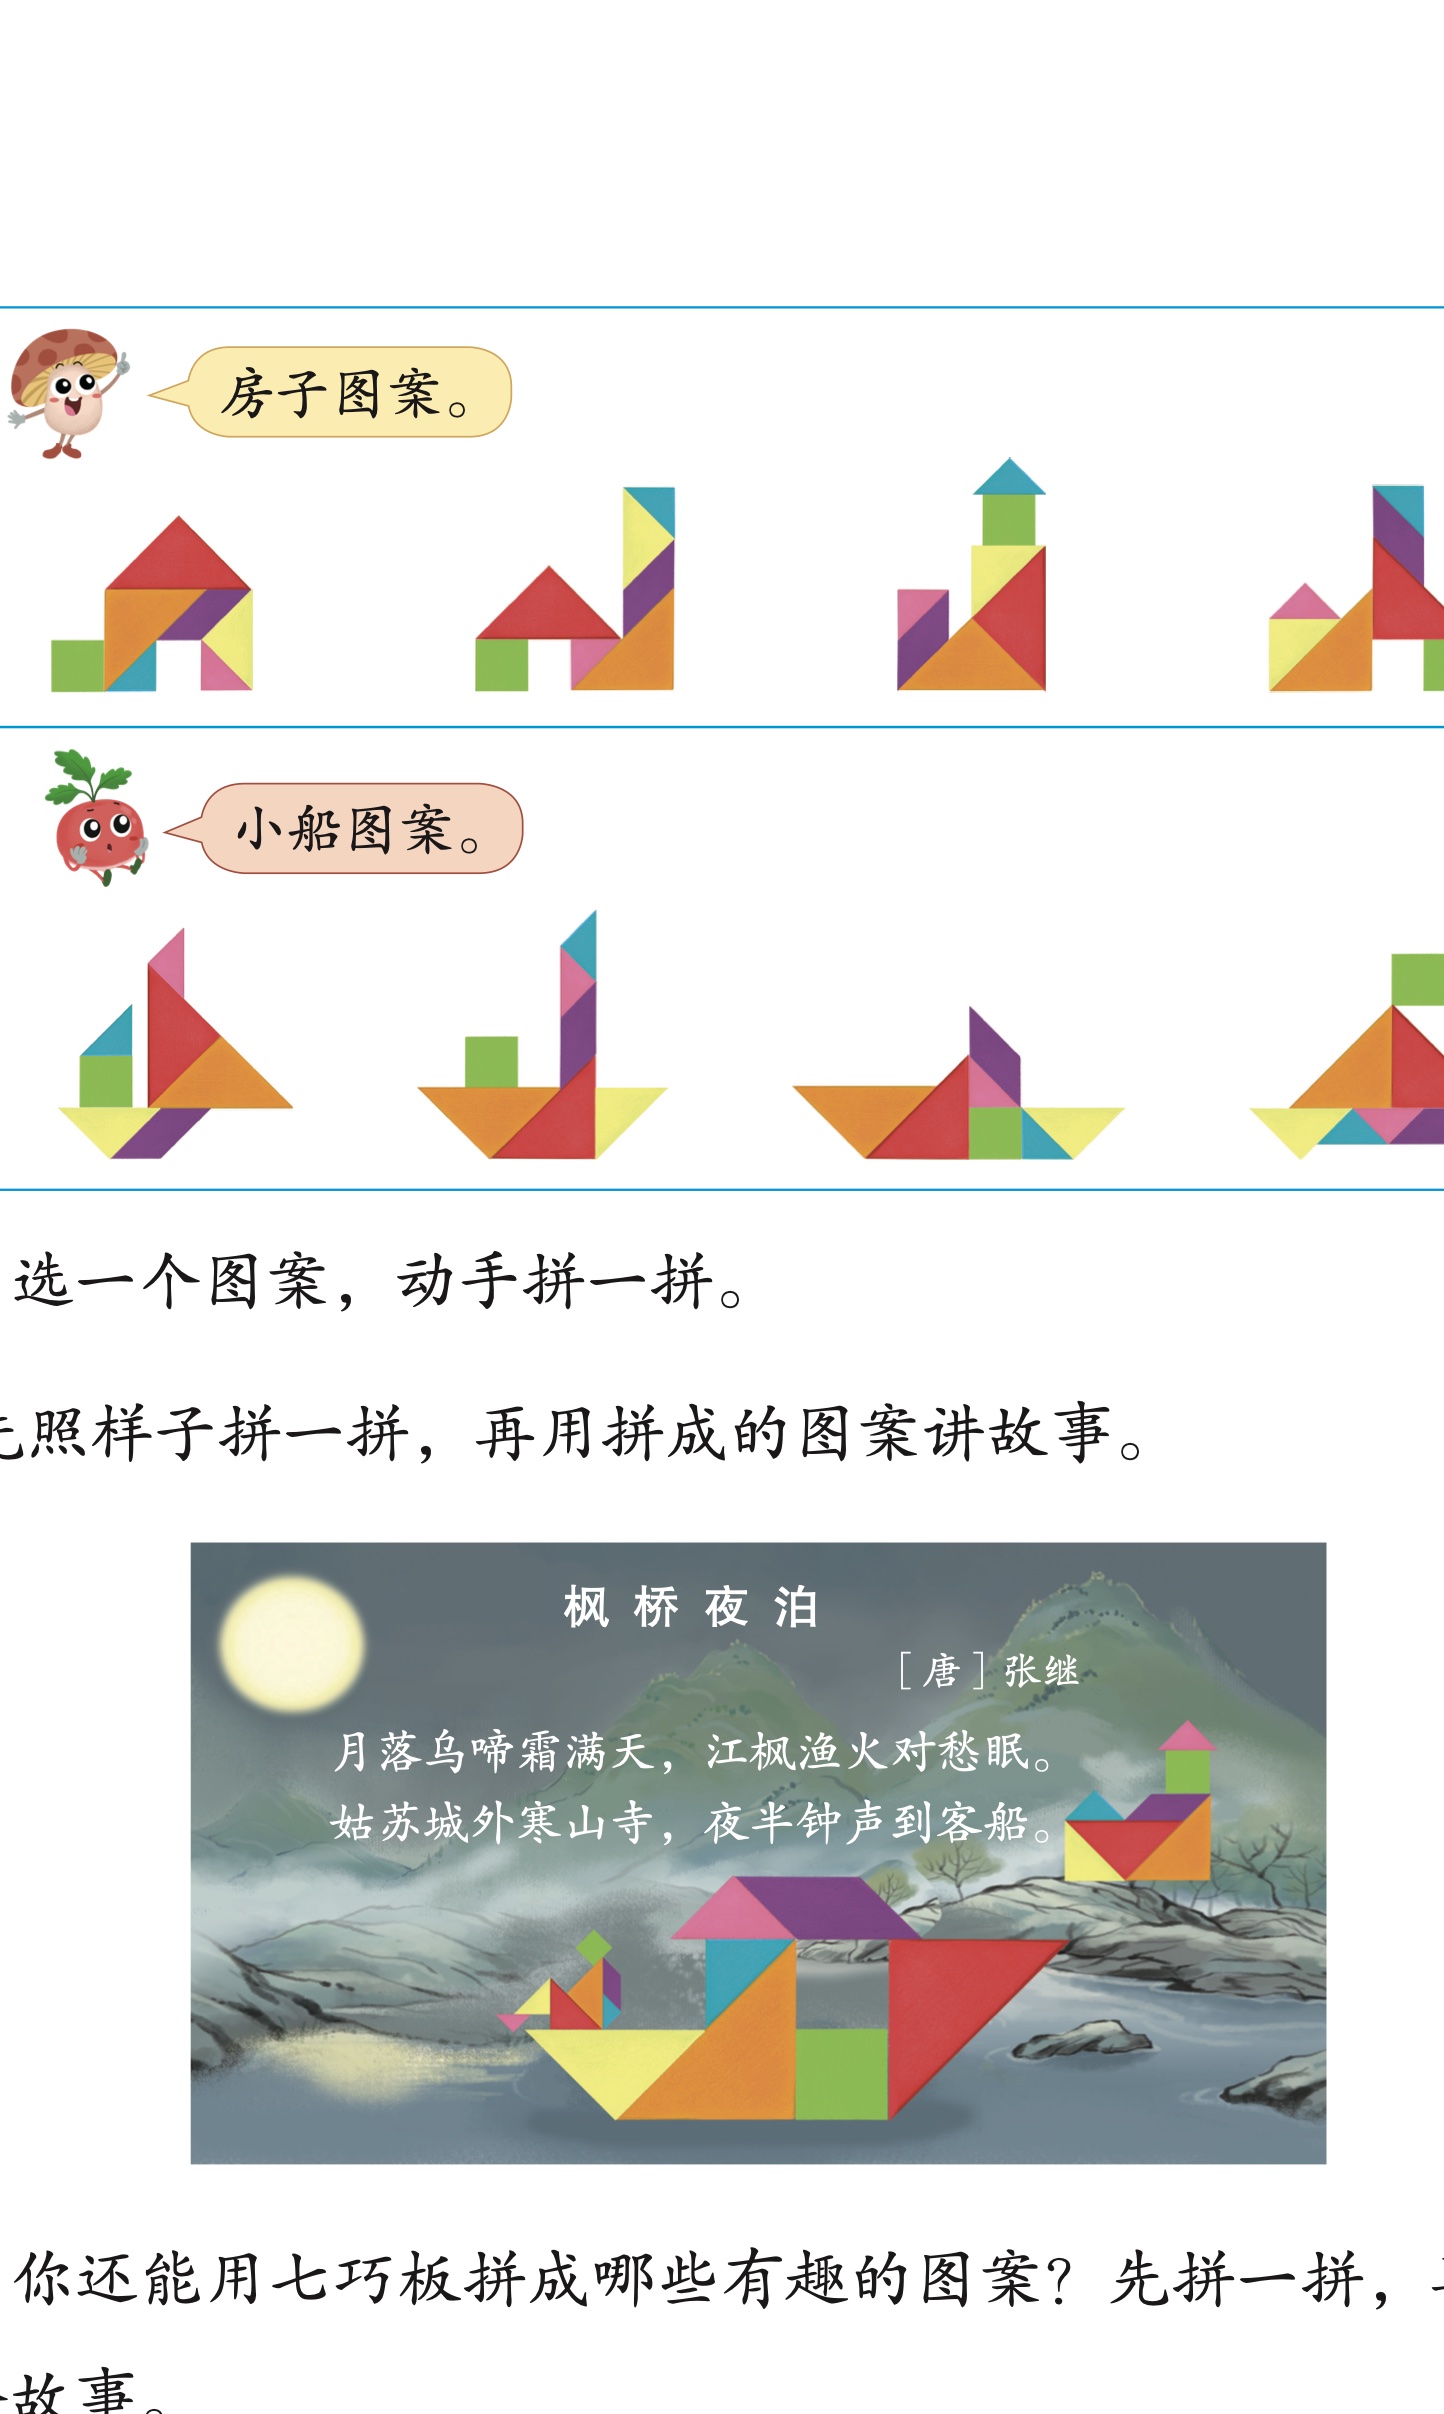 房子图案。
小船图案。
选一个图案，动手拼一拼。
照样子拼一拼，再用拼成的图案讲故事。
枫桥夜泊
［唐］张继
月落乌啼霜满天，江枫渔火对愁眠。
姑苏城外寒山寺，夜半钟声到客船。
你还能用七巧板拼成哪些有趣的图案？先拼一拼，
故事。